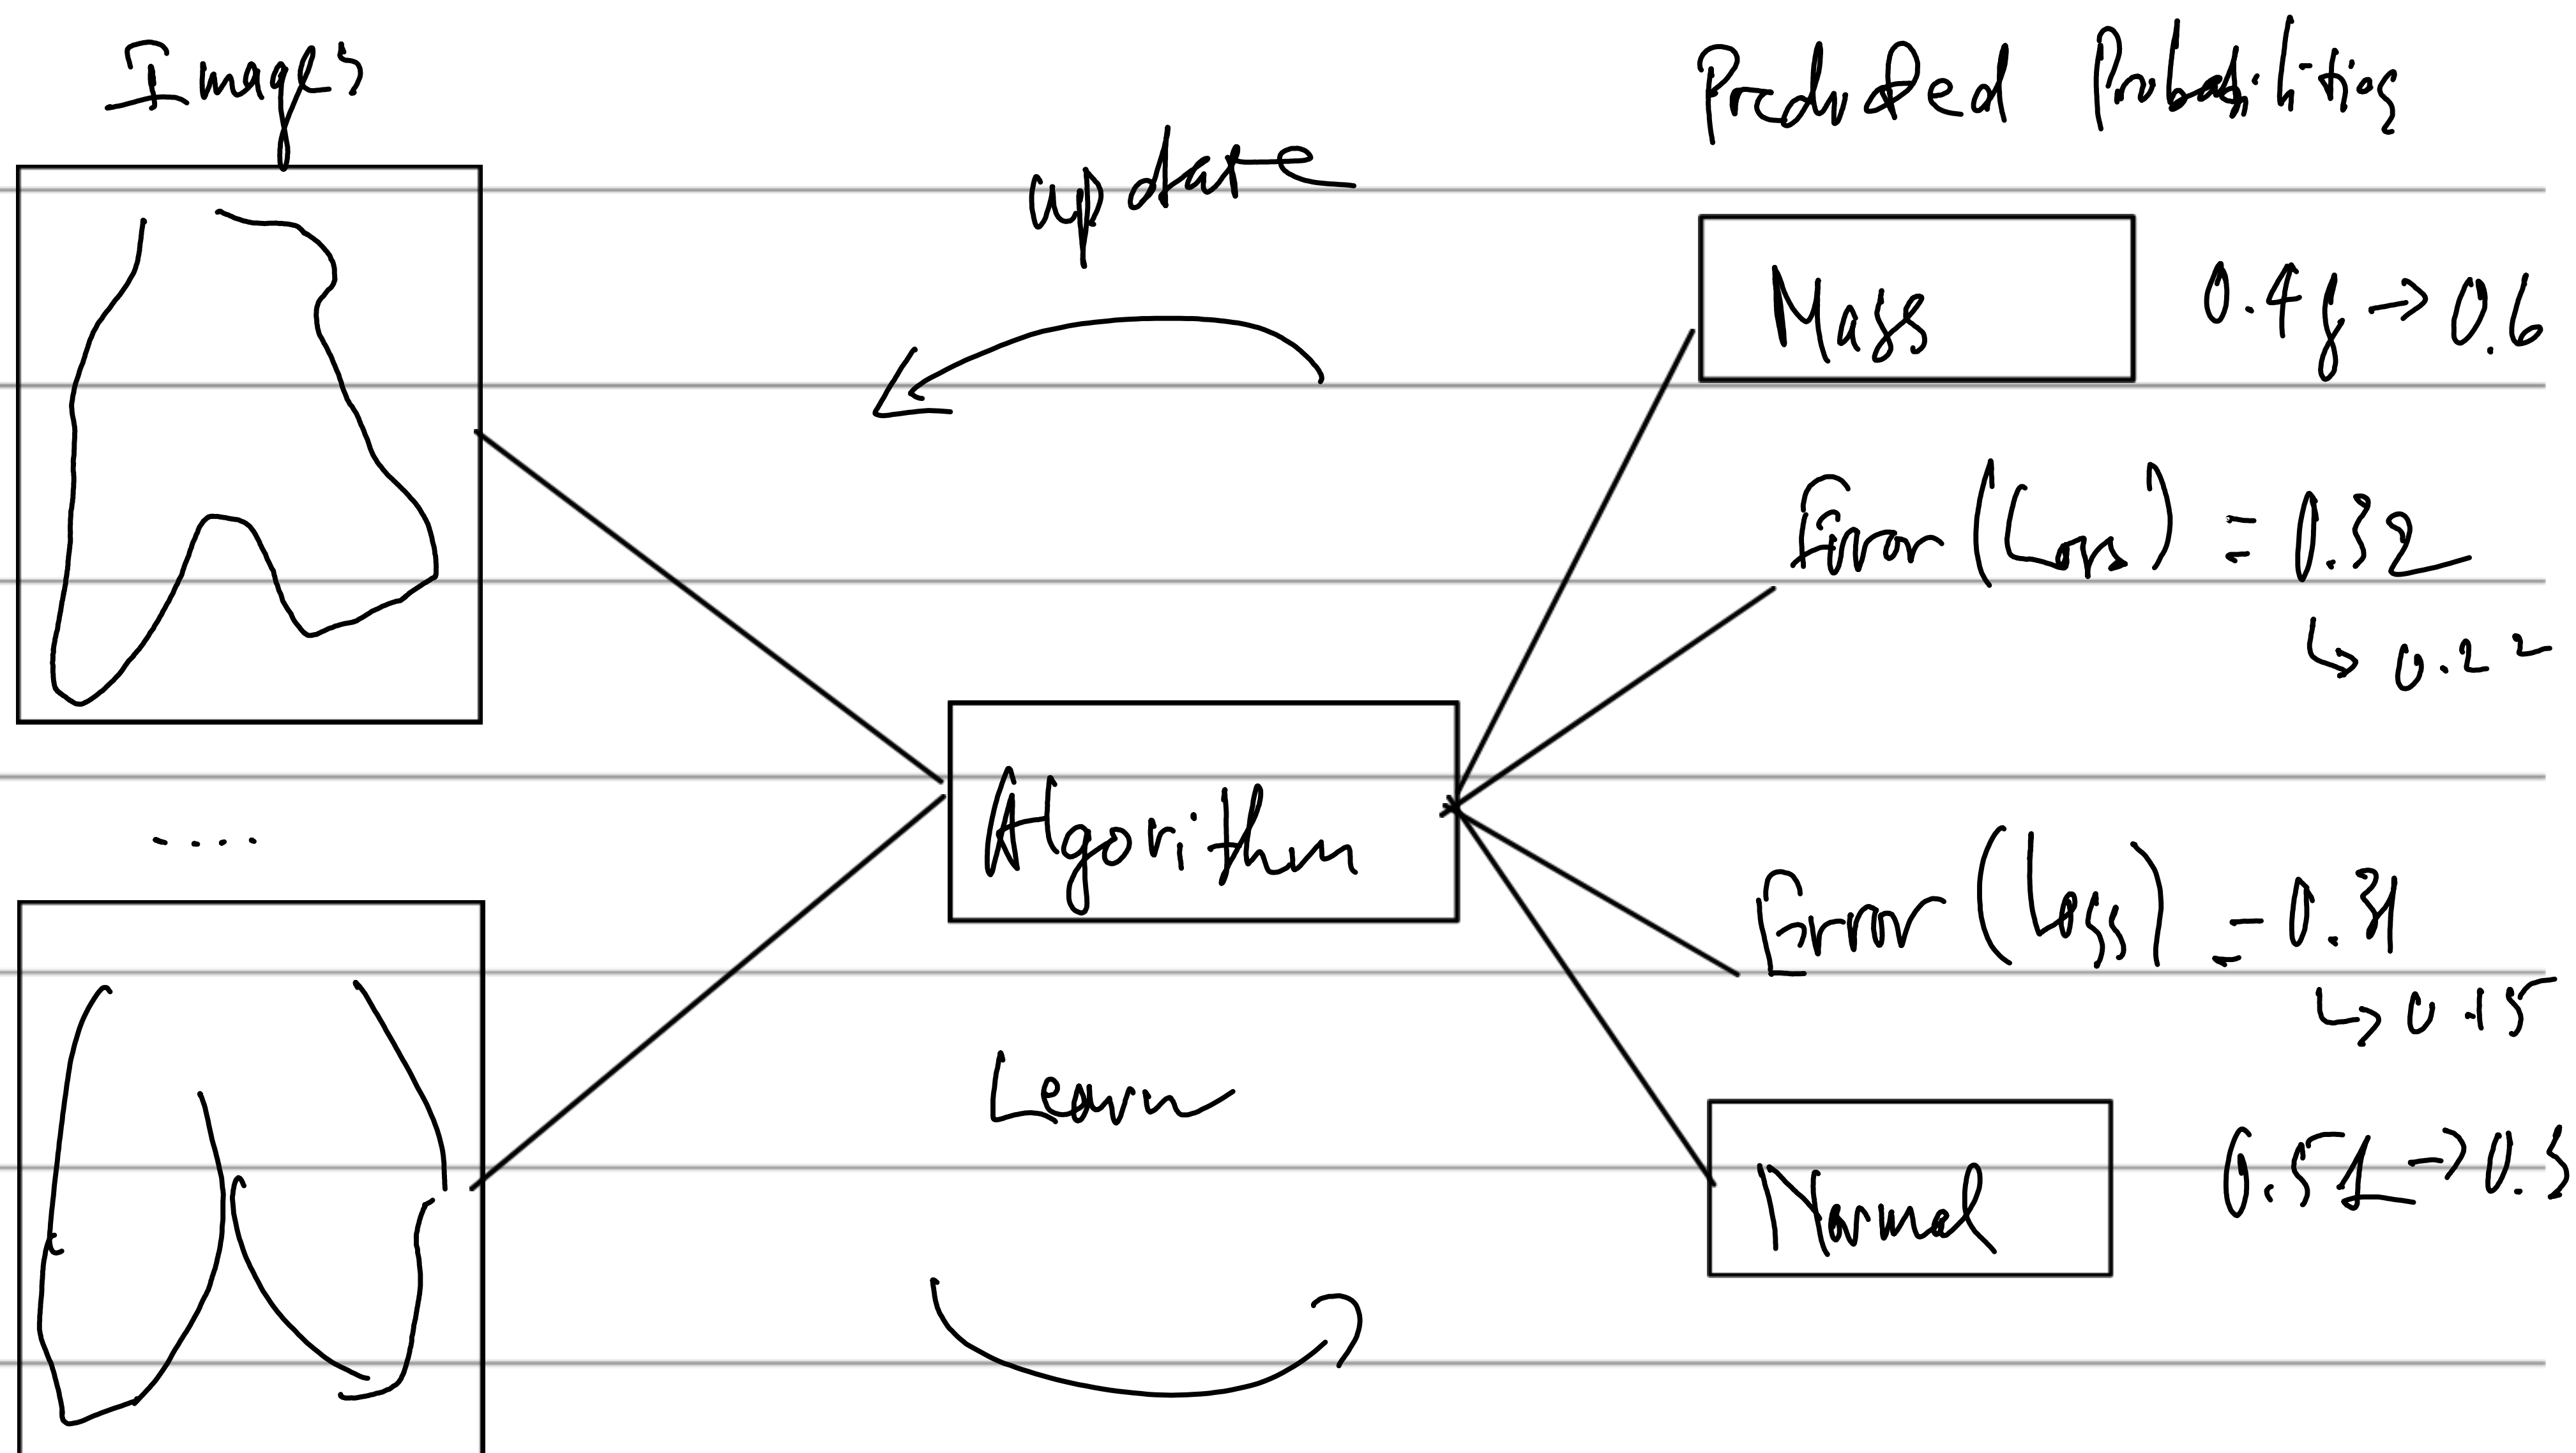 Images
Predicted Probabilities
update
Mass
0.48 → 0.6
Error (Loss) = 0.32
↳ 0.22
Algorithm
....
Error (Loss) = 0.31
↳ 0.15
Learn
Normal
0.51 → 0.3